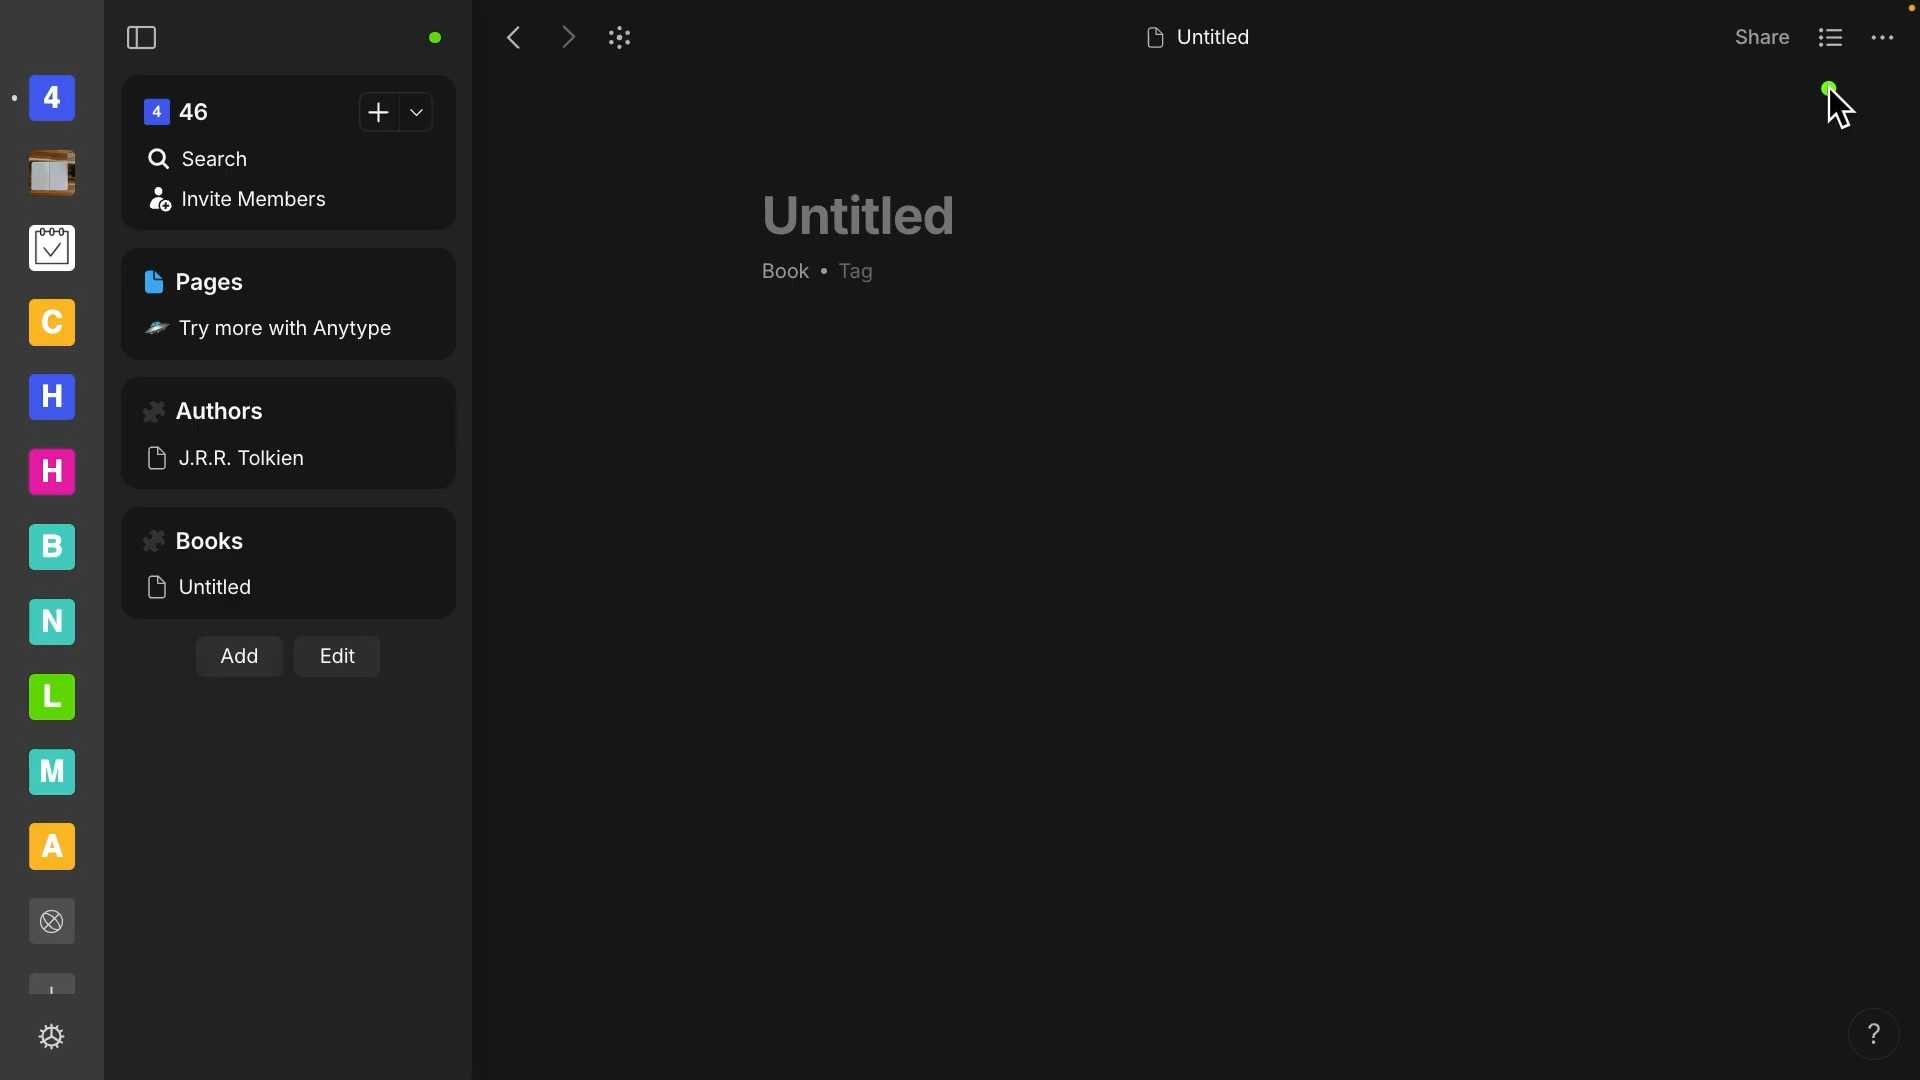 Untitled
Share
4
4 46
Search
Invite Members
Pages
Try more with Anytype
Authors
J.R.R. Tolkien
Books
Untitled
Add Edit
C
H
H
B
N
L
M
A
Untitled
Book • Tag
?